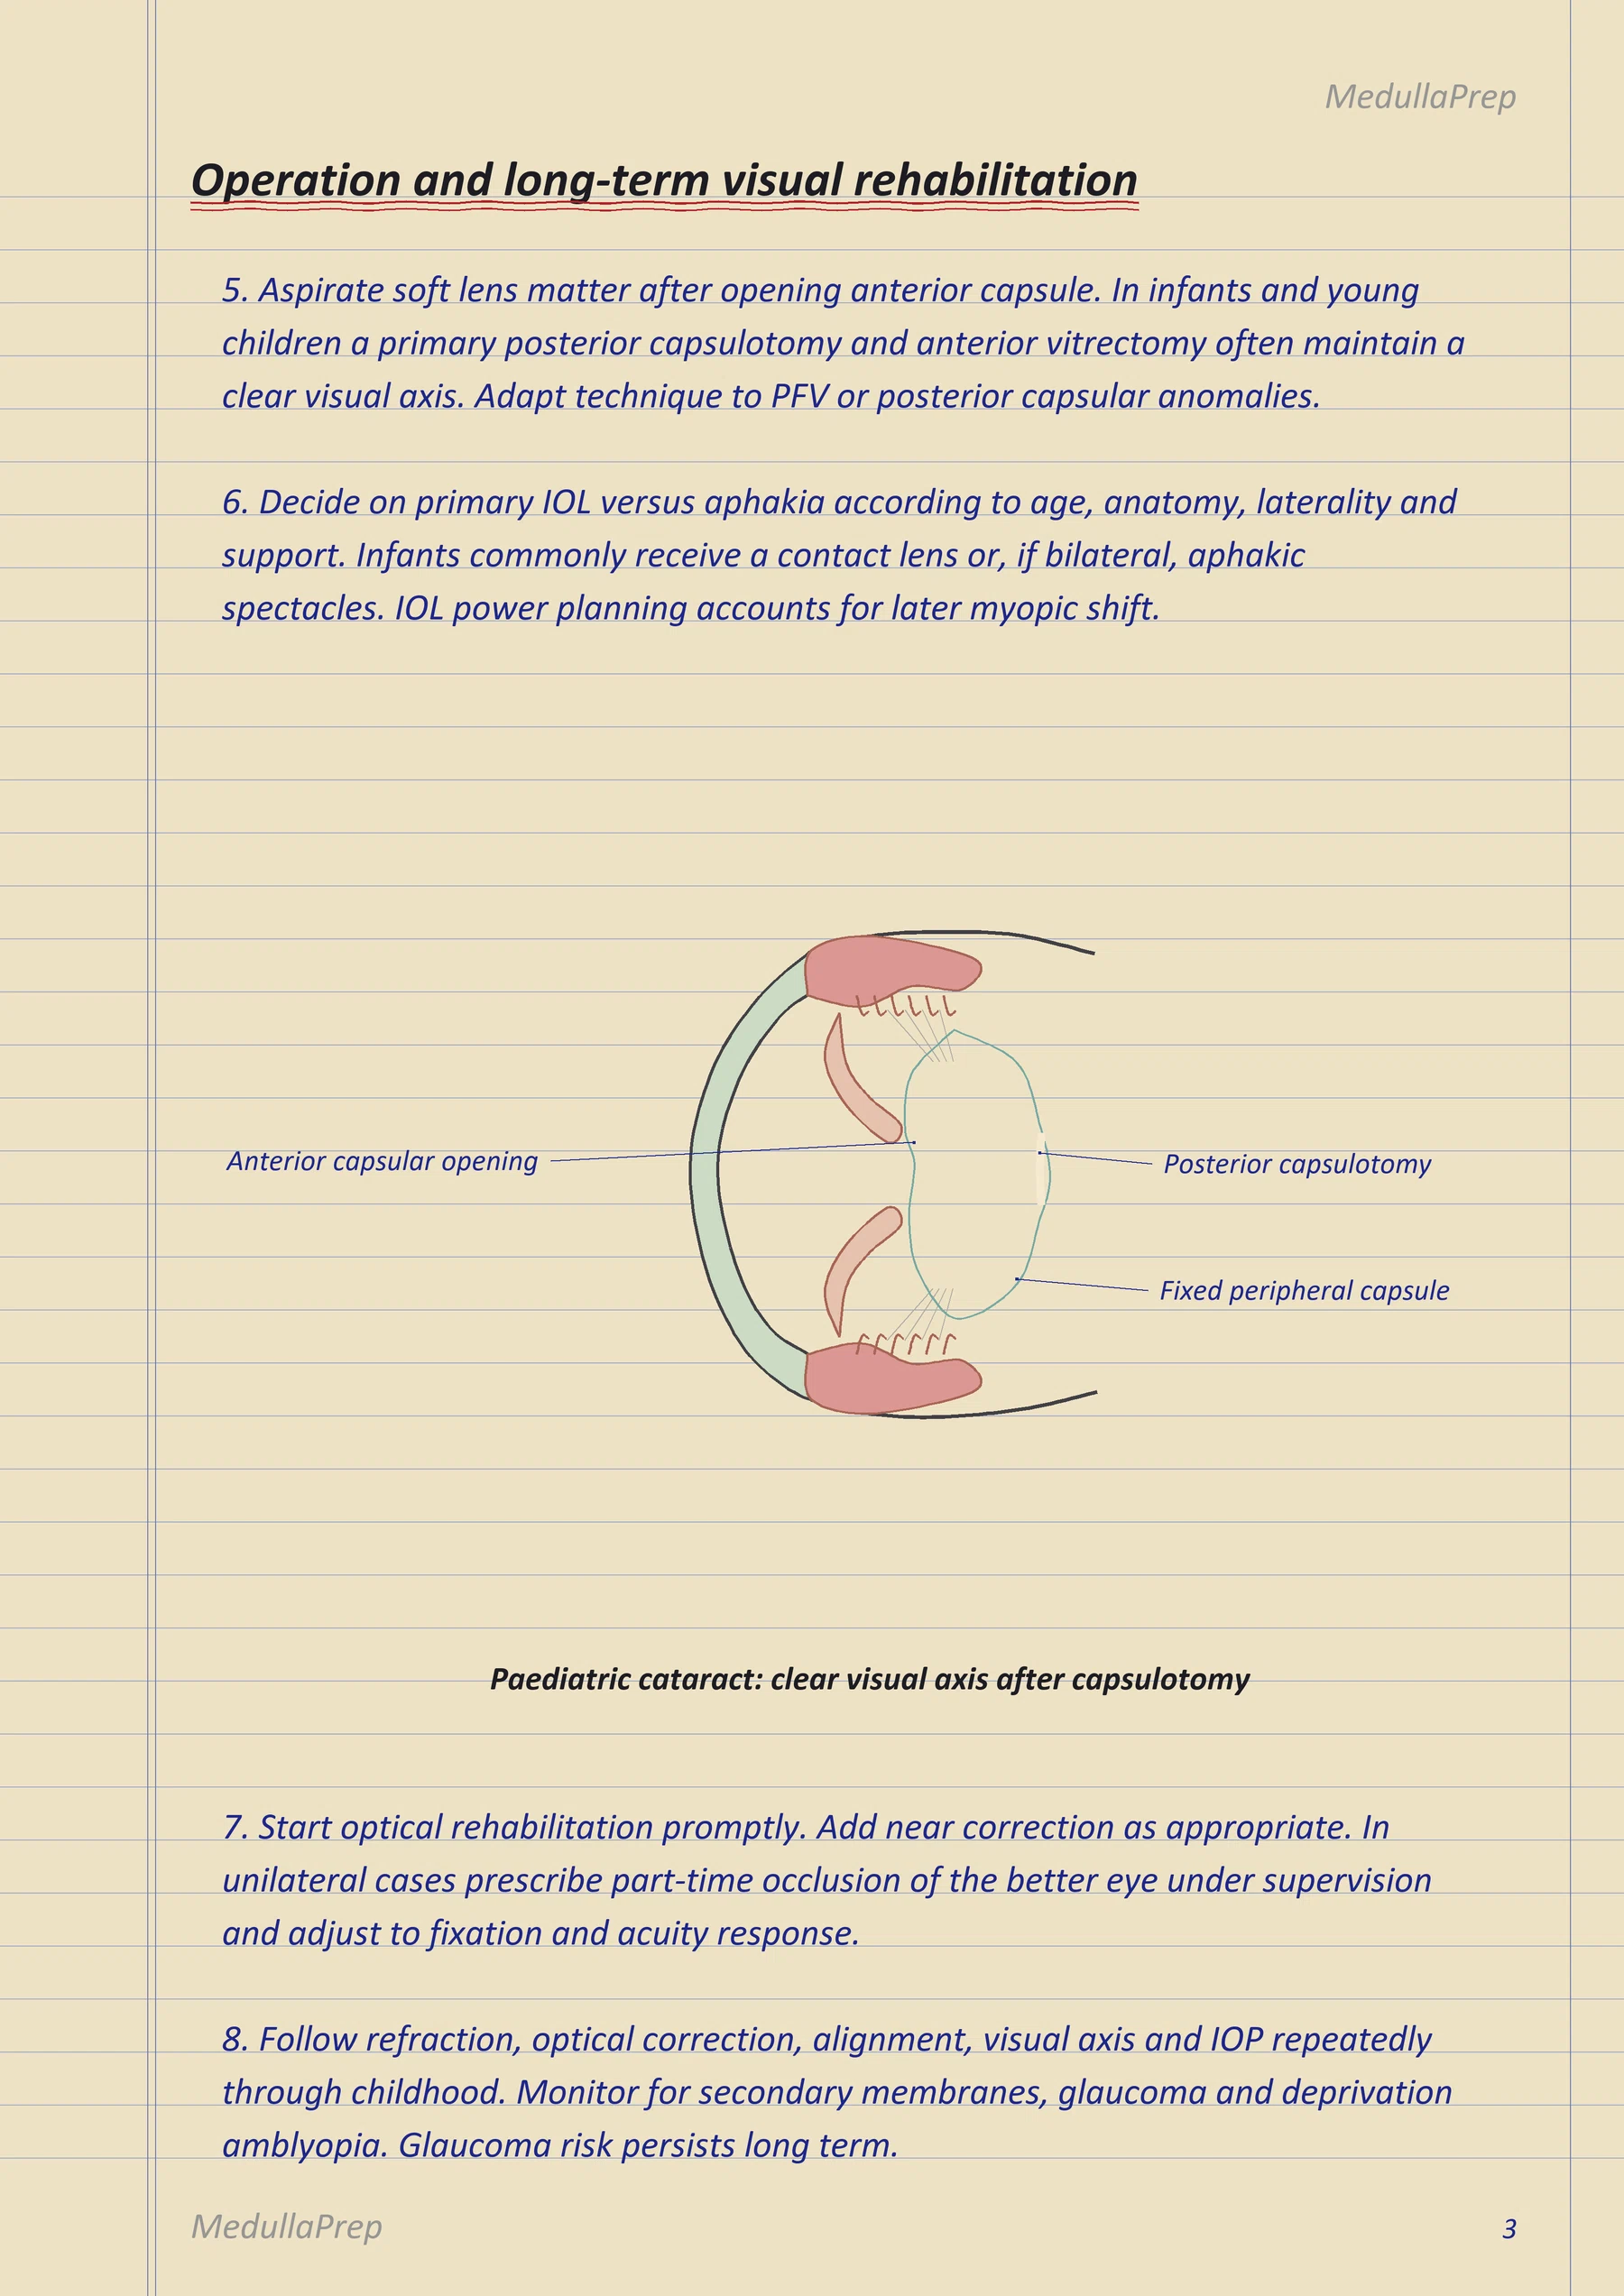 MedullaPrep
Operation and long-term visual rehabilitation
5. Aspirate soft lens matter after opening anterior capsule. In infants and young
children a primary posterior capsulotomy and anterior vitrectomy often maintain a
clear visual axis. Adapt technique to PFV or posterior capsular anomalies.
6. Decide on primary IOL versus aphakia according to age, anatomy, laterality and
support. Infants commonly receive a contact lens or, if bilateral, aphakic
spectacles. IOL power planning accounts for later myopic shift.
Anterior capsular opening
Posterior capsulotomy
Fixed peripheral capsule
Paediatric cataract: clear visual axis after capsulotomy
7. Start optical rehabilitation promptly. Add near correction as appropriate. In
unilateral cases prescribe part-time occlusion of the better eye under supervision
and adjust to fixation and acuity response.
8. Follow refraction, optical correction, alignment, visual axis and IOP repeatedly
through childhood. Monitor for secondary membranes, glaucoma and deprivation
amblyopia. Glaucoma risk persists long term.
MedullaPrep
3